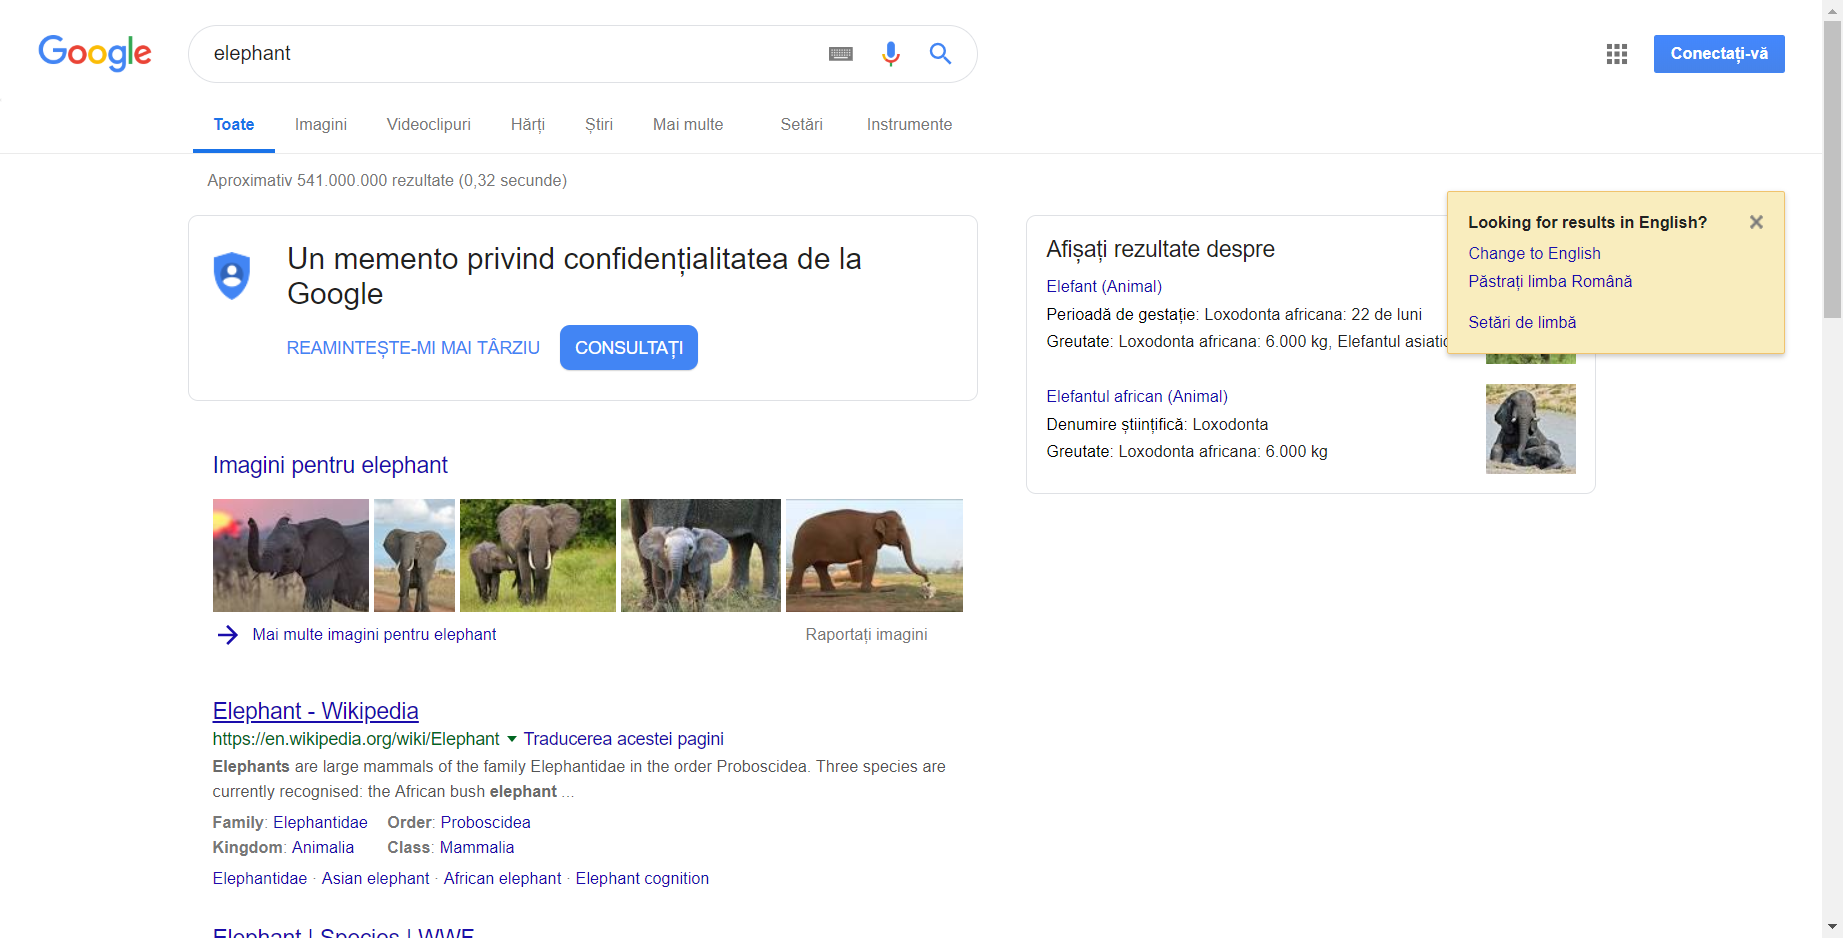 Google
elephant
Conectați-vă
Toate Imagini Videoclipuri Hărți Știri Mai multe Setări Instrumente
Aproximativ 541.000.000 rezultate (0,32 secunde)
Un memento privind confidențialitatea de la
Google
REAMINTEȘTE-MI MAI TÂRZIU CONSULTAȚI
Imagini pentru elephant
Mai multe imagini pentru elephant Raportați imagini
Elephant - Wikipedia
https://en.wikipedia.org/wiki/Elephant Traducerea acestei pagini
Elephants are large mammals of the family Elephantidae in the order Proboscidea. Three species are
currently recognised: the African bush elephant ...
Family: Elephantidae Order: Proboscidea
Kingdom: Animalia Class: Mammalia
Elephantidae · Asian elephant · African elephant · Elephant cognition
Elephant | Species | WWF
Afișați rezultate despre
Elefant (Animal)
Perioadă de gestație: Loxodonta africana: 22 de luni
Greutate: Loxodonta africana: 6.000 kg, Elefantul
Elefantul african (Animal)
Denumire științifică: Loxodonta
Greutate: Loxodonta africana: 6.000 kg
Looking for results in English?
Change to English
Păstrați limba Română
Setări de limbă